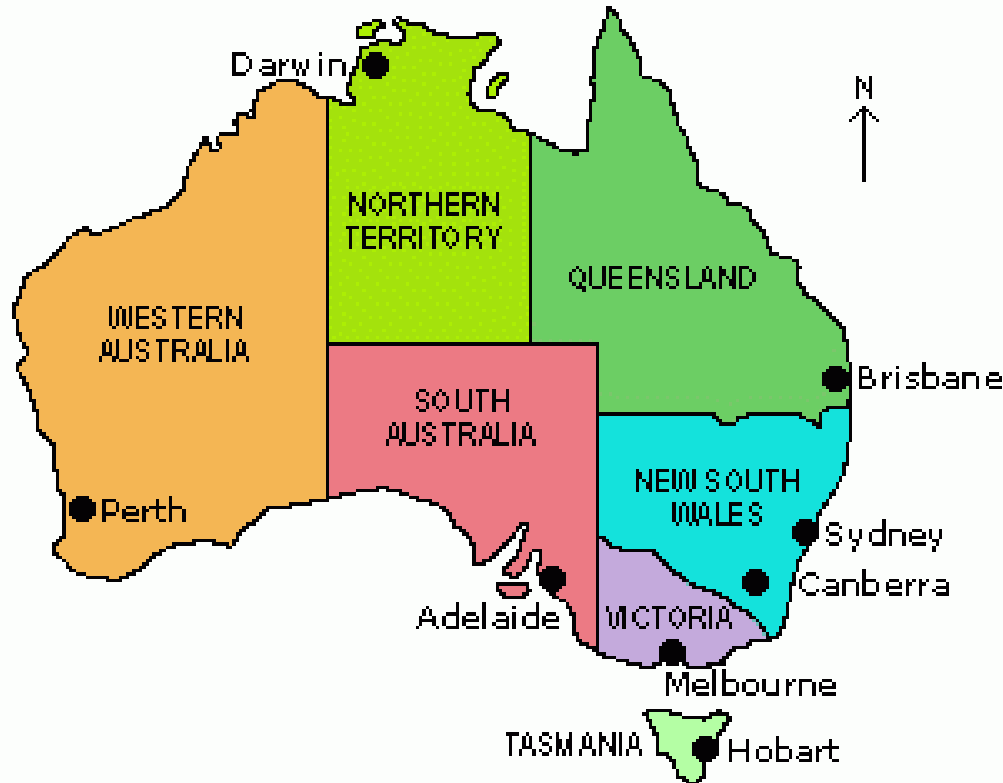 Darwin
N
NORTHERN
TERRITORY
QUEENSLAND
WESTERN
AUSTRALIA
Brisbane
SOUTH
AUSTRALIA
NEW SOUTH
WALES
Perth
Sydney
Canberra
Adelaide
VICTORIA
Melbourne
TASMANIA
Hobart